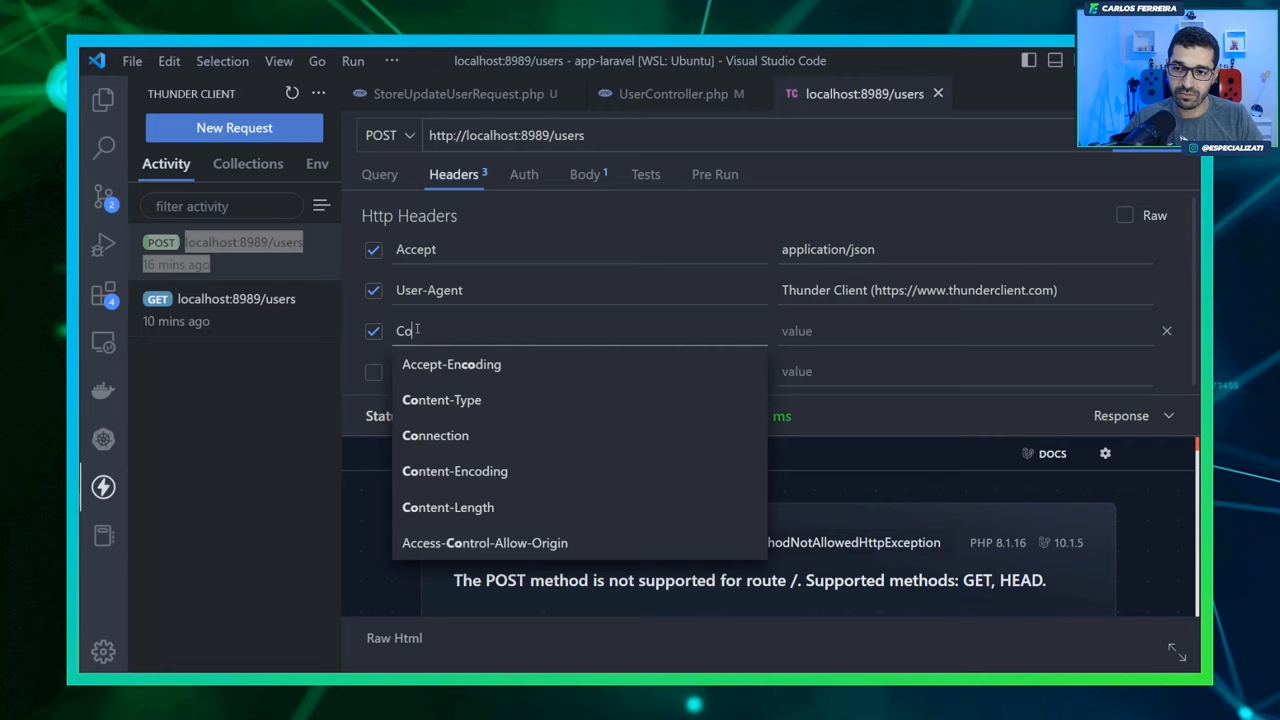 CARLOS FERREIRA
@ESPECIALIZATI
File Edit Selection View Go Run ··· localhost:8989/users - app-laravel [WSL: Ubuntu] - Visual Studio Code
THUNDER CLIENT ···
StoreUpdateUserRequest.php U UserController.php M TC localhost:8989/users
New Request
POST http://localhost:8989/users
Activity Collections Env
Query Headers 3 Auth Body 1 Tests Pre Run
filter activity
2
Http Headers Raw
POST localhost:8989/users
16 mins ago
Accept application/json
GET localhost:8989/users
10 mins ago
4
User-Agent Thunder Client (https://www.thunderclient.com)
Co value
value
Accept-Encoding
Content-Type
Connection
Content-Encoding
Content-Length
Access-Control-Allow-Origin
Stat ms Response
DOCS
hodNotAllowedHttpException PHP 8.1.16 10.1.5
The POST method is not supported for route /. Supported methods: GET, HEAD.
Raw Html